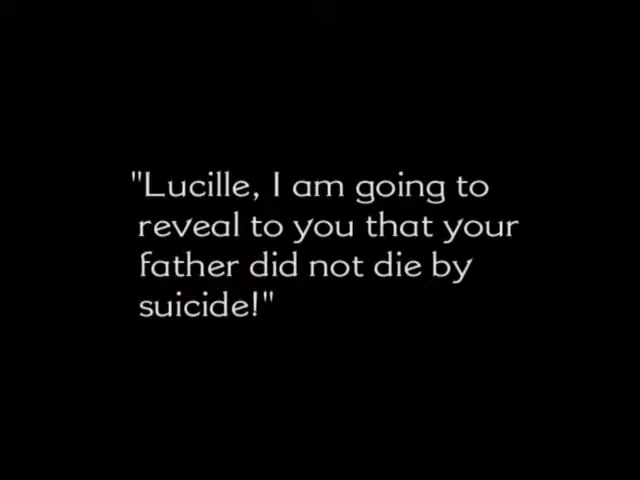 "Lucille, I am going to
reveal to you that your
father did not die by
suicide!"